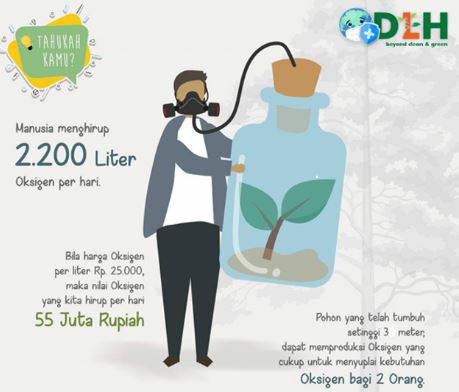 TAHUKAH
KAMU?
DLH
beyond clean & green
Manusia menghirup
2.200 Liter
Oksigen per hari.
Bila harga Oksigen
per liter Rp. 25.000,
maka nilai Oksigen
yang kita hirup per hari
55 Juta Rupiah
Pohon yang telah tumbuh
setinggi 3 meter,
dapat memproduksi Oksigen yang
cukup untuk menyuplai kebutuhan
Oksigen bagi 2 Orang